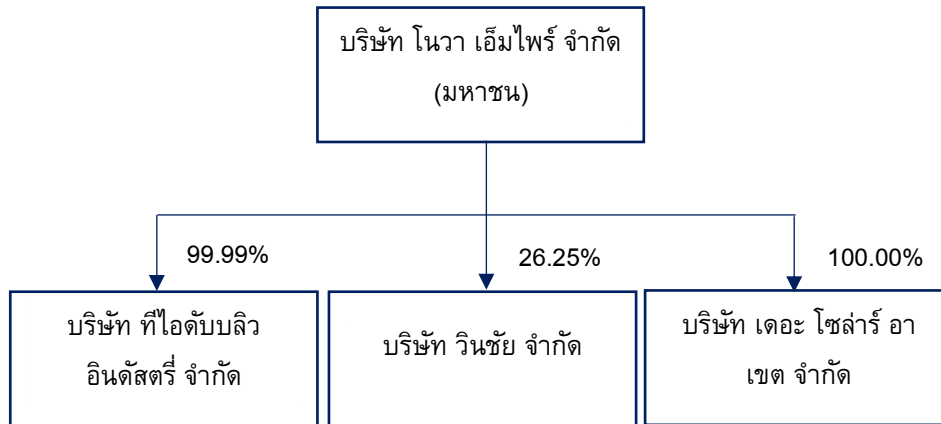 บริษัท โนวา เอ็มไพร์ จำกัด
(มหาชน)
99.99%
26.25%
100.00%
บริษัท ทีไอดับบลิว
อินดัสตรี่ จำกัด
บริษัท วินชัย จำกัด
บริษัท เดอะ โซล่าร์ อา
เขต จำกัด